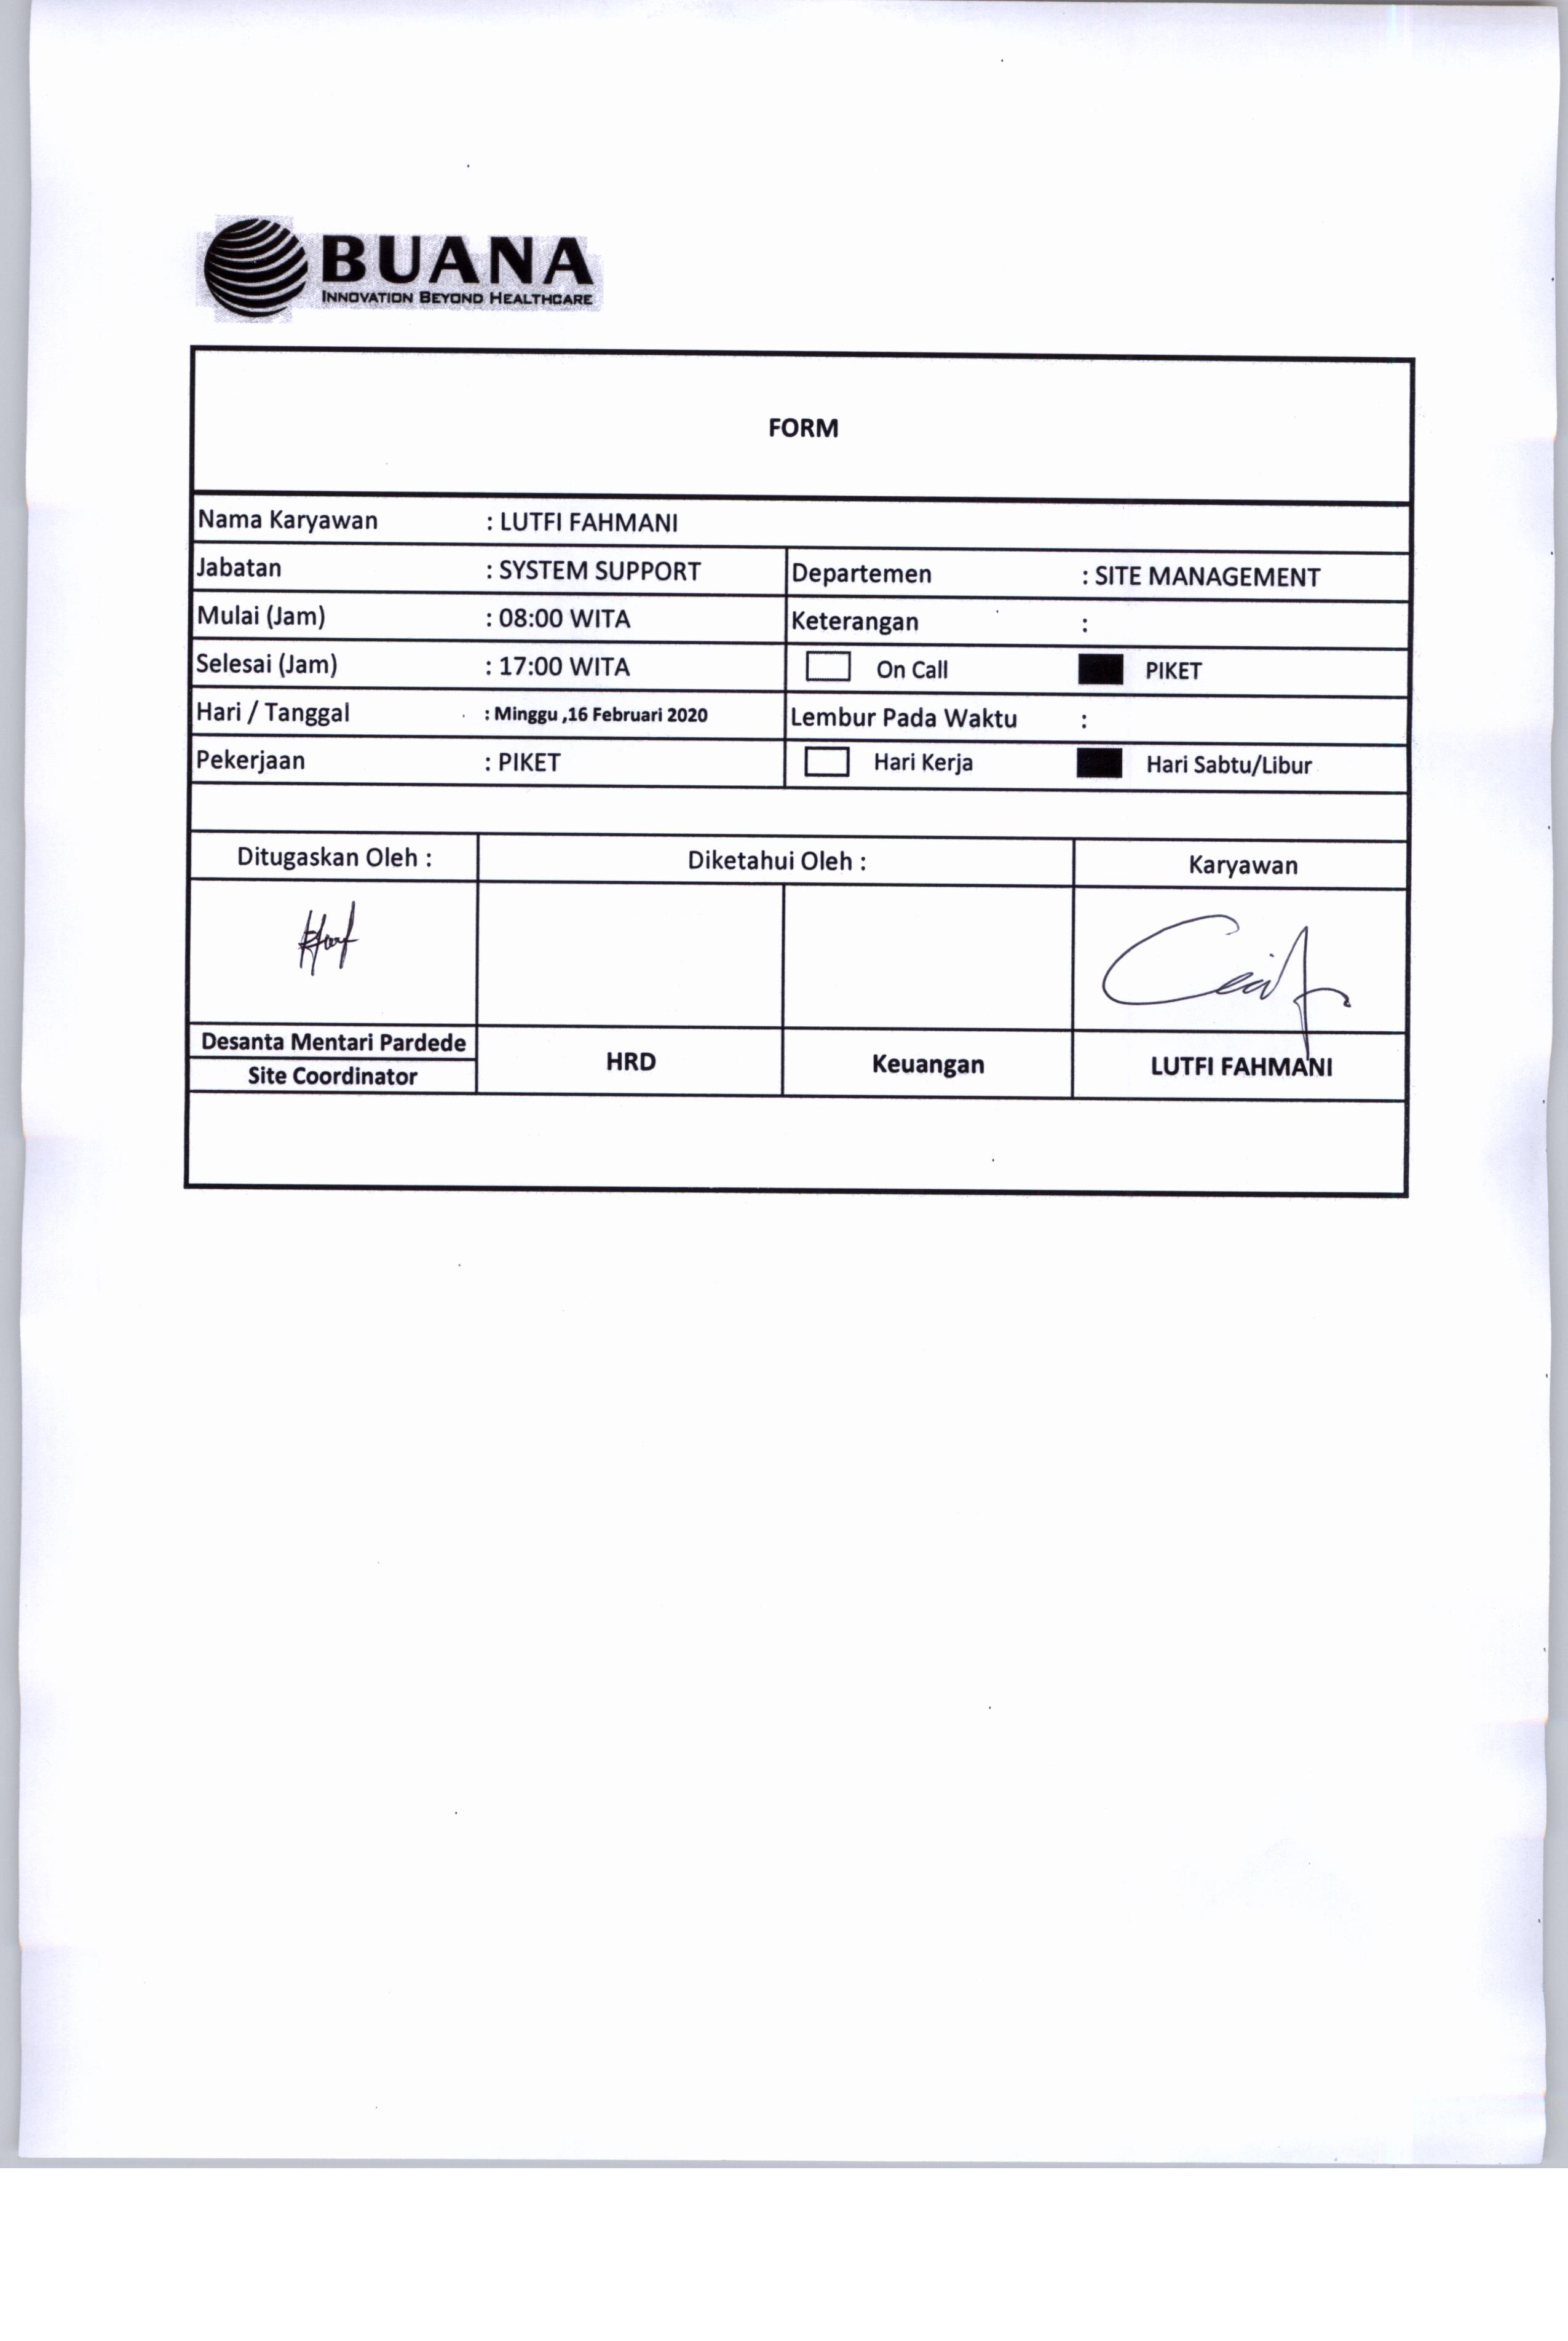 BUANA
INNOVATION BEYOND HEALTHCARE
FORM
Nama Karyawan : LUTFI FAHMANI
Jabatan : SYSTEM SUPPORT Departemen : SITE MANAGEMENT
Mulai (Jam) : 08:00 WITA Keterangan :
Selesai (Jam) : 17:00 WITA On Call PIKET
Hari / Tanggal : Minggu ,16 Februari 2020 Lembur Pada Waktu :
Pekerjaan : PIKET Hari Kerja Hari Sabtu/Libur
Ditugaskan Oleh : Diketahui Oleh : Karyawan
Desanta Mentari Pardede
Site Coordinator
HRD Keuangan LUTFI FAHMANI